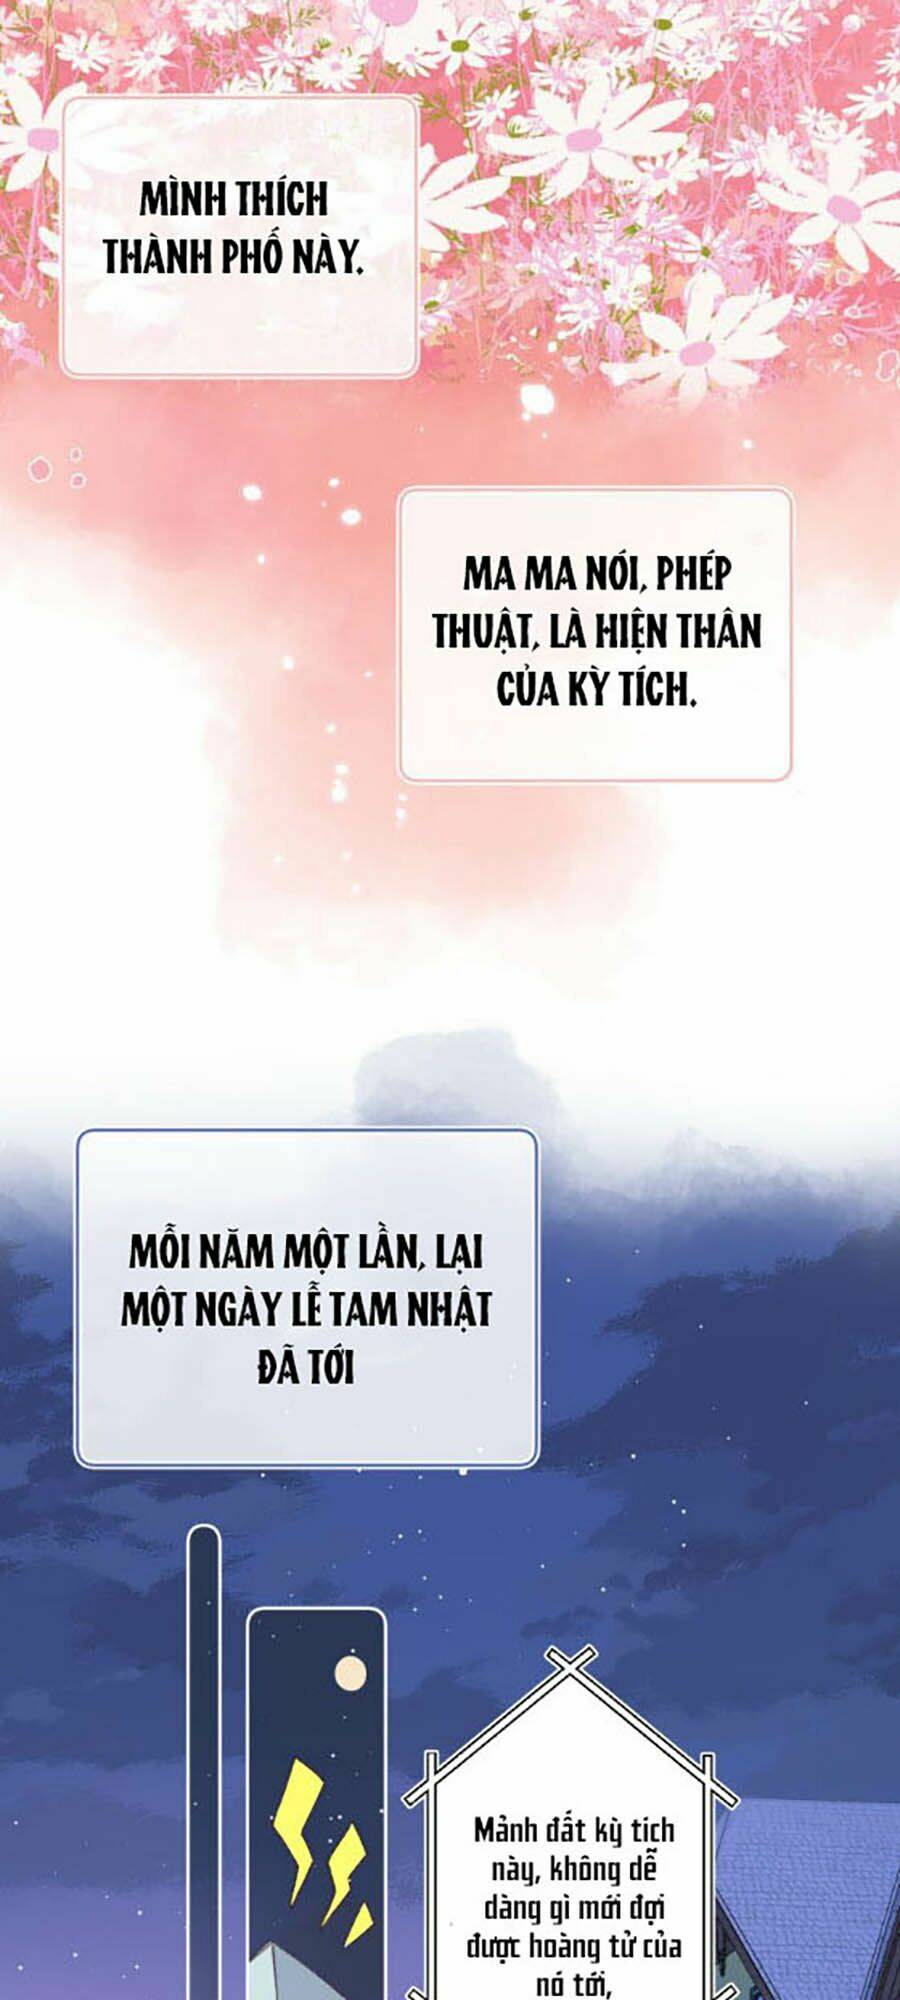 MÌNH THÍCH
THÀNH PHỐ NÀY.
MA MA NÓI, PHÉP
THUẬT, LÀ HIỆN THÂN
CỦA KỲ TÍCH.
MỖI NĂM MỘT LẦN, LẠI
MỘT NGÀY LỄ TAM NHẬT
ĐÃ TỚI
Mảnh đất kỳ tích
này, không dễ
dàng gì mới đợi
được hoàng tử của
nó tới,